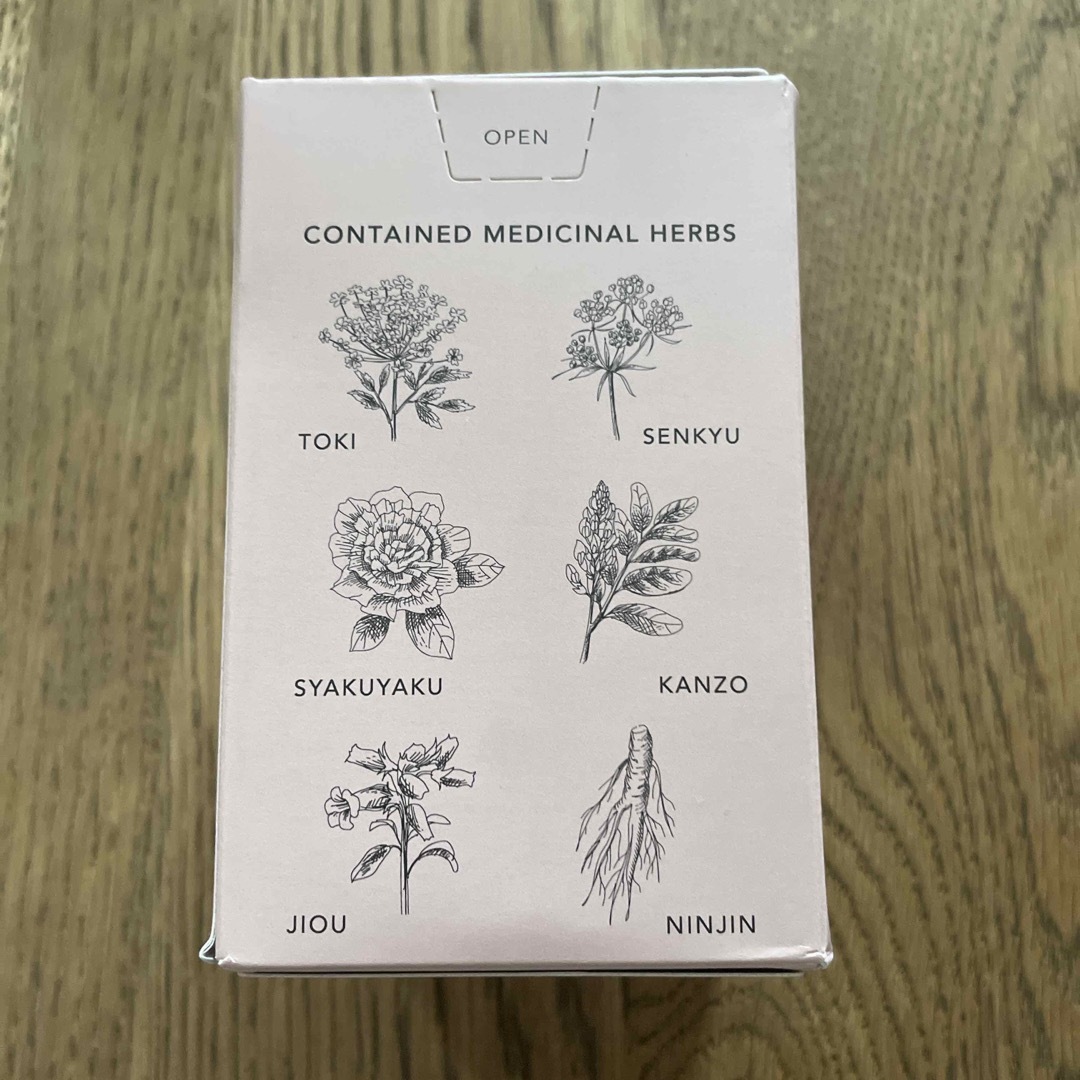 OPEN
CONTAINED MEDICINAL HERBS
TOKI
SENKYU
SYAKUYAKU
KANZO
JIOU
NINJIN